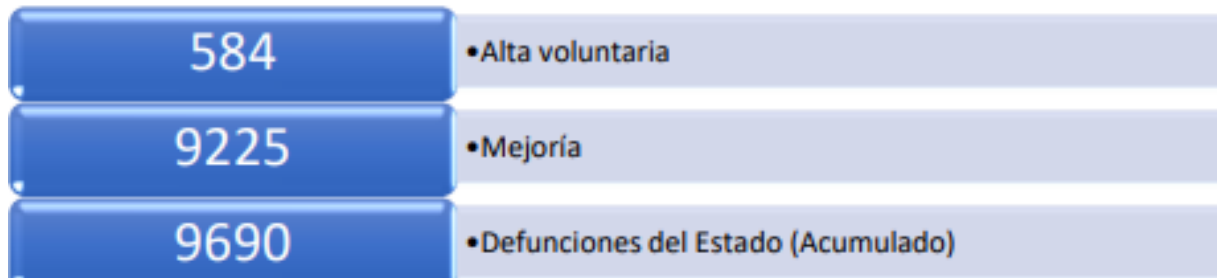 584 •Alta voluntaria
9225 •Mejoría
9690 •Defunciones del Estado (Acumulado)